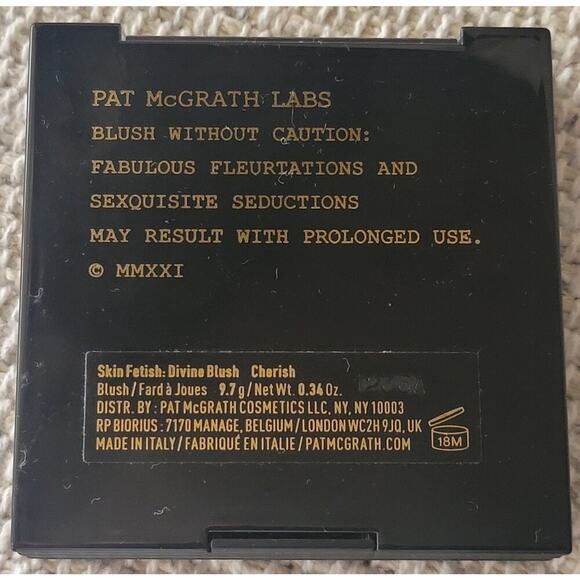 PAT McGRATH LABS
BLUSH WITHOUT CAUTION:
FABULOUS FLEURTATIONS AND
SEXQUISITE SEDUCTIONS
MAY RESULT WITH PROLONGED USE.
© MMXXI
Skin Fetish: Divine Blush Cherish
Blush / Fard à Joues 9.7 g / Net Wt. 0.34 Oz.
DISTR. BY : PAT McGRATH COSMETICS LLC, NY, NY 10003
RP BIORIUS : 7170 MANAGE, BELGIUM / LONDON WC2H 9JQ, UK
MADE IN ITALY / FABRIQUÉ EN ITALIE / PATMCGRATH.COM
18M